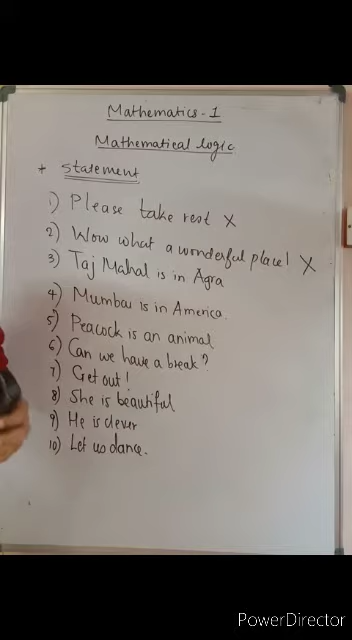 Mathematics-1
Mathematical logic
+ Statement
1) Please take rest X
2) Wow what a wonderful place! X
3) Taj Mahal is in Agra
4) Mumbai is in America.
5) Peacock is an animal
6) Can we have a break?
7) Get out!
8) She is beautiful
9) He is clever
10) Let us dance.
PowerDirector